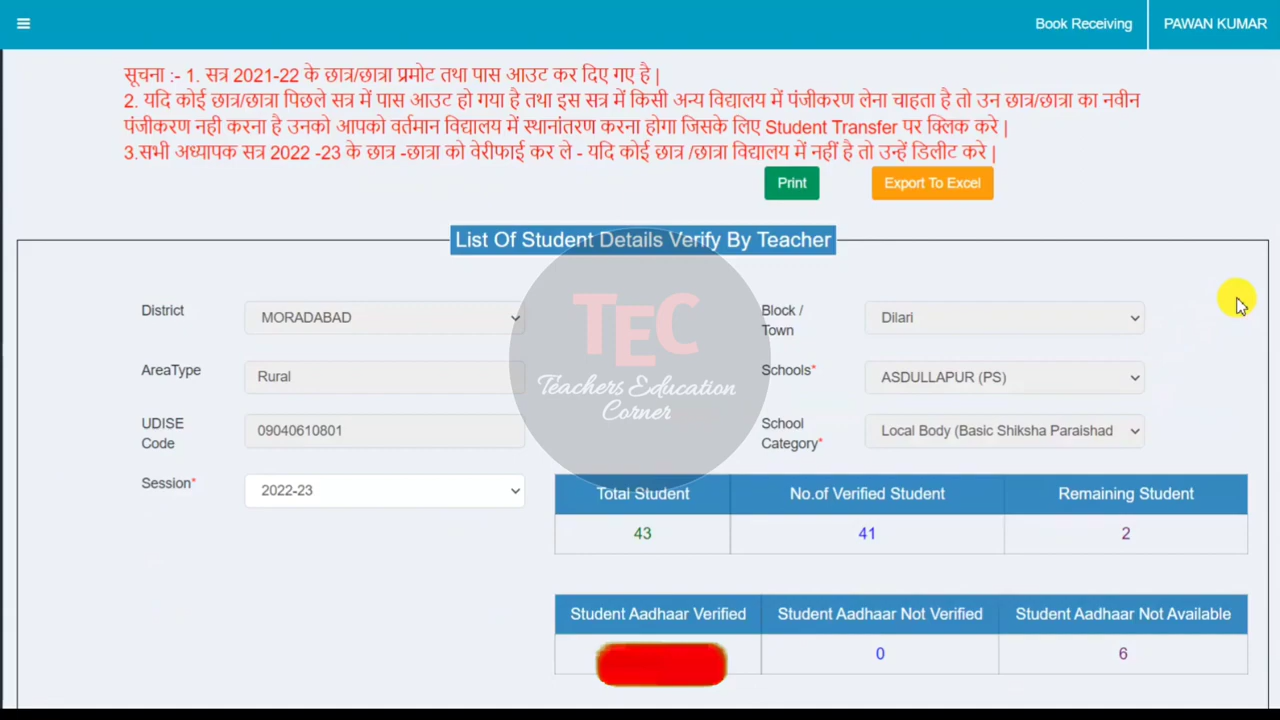 Book Receiving
PAWAN KUMAR
सूचना :- 1. सत्र 2021-22 के छात्र/छात्रा प्रमोट तथा पास आउट कर दिए गए है |
2. यदि कोई छात्र/छात्रा पिछले सत्र में पास आउट हो गया है तथा इस सत्र में किसी अन्य विद्यालय में पंजीकरण लेना चाहता है तो उन छात्र/छात्रा का नवीन
पंजीकरण नही करना है उनको आपको वर्तमान विद्यालय में स्थानांतरण करना होगा जिसके लिए Student Transfer पर क्लिक करे |
3.सभी अध्यापक सत्र 2022 -23 के छात्र -छात्रा को वेरीफाई कर ले - यदि कोई छात्र /छात्रा विद्यालय में नहीं है तो उन्हें डिलीट करे |
Print
Export To Excel
List Of Student Details Verify By Teacher
District
MORADABAD
Block /
Town
Dilari
AreaType
Rural
Schools*
ASDULLAPUR (PS)
UDISE
Code
09040610801
School
Category*
Local Body (Basic Shiksha Paraishad
Session*
2022-23
TEC
Teachers Education
Corner
Total Student
No.of Verified Student
Remaining Student
43
41
2
Student Aadhaar Verified
Student Aadhaar Not Verified
Student Aadhaar Not Available
0
6